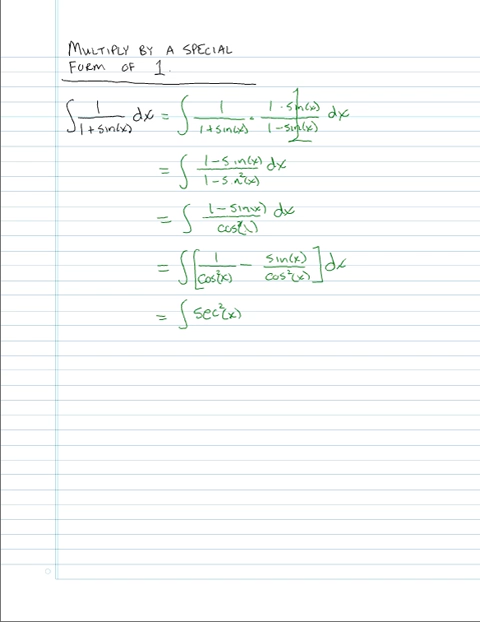 MULTIPLY BY A SPECIAL
FORM OF 1.
∫ 1/(1+sin(x)) dx = ∫ 1/(1+sin(x)) · (1-sin(x))/(1-sin(x)) dx
= ∫ (1-sin(x))/(1-sin²(x)) dx
= ∫ (1-sin(x))/cos²(x) dx
= ∫ [1/cos²(x) - sin(x)/cos²(x)] dx
= ∫ sec²(x)